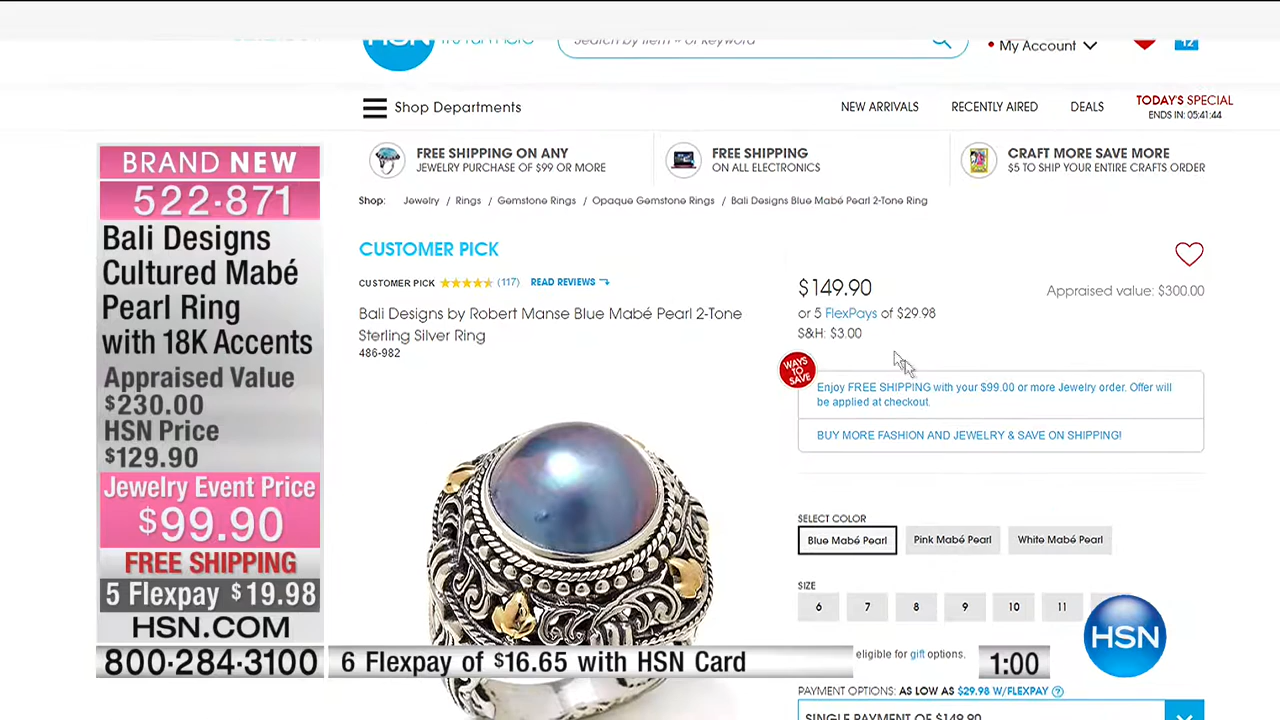 HSN it's fun here
Search by item # or keyword
My Account
12
Shop Departments
NEW ARRIVALS
RECENTLY AIRED
DEALS
TODAY'S SPECIAL
ENDS IN: 05:41:44
FREE SHIPPING ON ANY
JEWELRY PURCHASE OF $99 OR MORE
FREE SHIPPING
ON ALL ELECTRONICS
CRAFT MORE SAVE MORE
$5 TO SHIP YOUR ENTIRE CRAFTS ORDER
Shop: Jewelry / Rings / Gemstone Rings / Opaque Gemstone Rings / Bali Designs Blue Mabé Pearl 2-Tone Ring
BRAND NEW
522·871
Bali Designs
Cultured Mabé
Pearl Ring
with 18K Accents
Appraised Value
$230.00
HSN Price
$129.90
Jewelry Event Price
$99.90
FREE SHIPPING
5 Flexpay $19.98
HSN.COM
800·284·3100
CUSTOMER PICK
CUSTOMER PICK (117) READ REVIEWS
Bali Designs by Robert Manse Blue Mabé Pearl 2-Tone
Sterling Silver Ring
486-982
$149.90
Appraised value: $300.00
or 5 FlexPays of $29.98
S&H: $3.00
WAYS
TO
SAVE
Enjoy FREE SHIPPING with your $99.00 or more Jewelry order. Offer will
be applied at checkout.
BUY MORE FASHION AND JEWELRY & SAVE ON SHIPPING!
SELECT COLOR
Blue Mabé Pearl
Pink Mabé Pearl
White Mabé Pearl
SIZE
6 7 8 9 10 11
HSN
eligible for gift options.
6 Flexpay of $16.65 with HSN Card
1:00
PAYMENT OPTIONS: AS LOW AS $29.98 W/FLEXPAY ?
SINGLE PAYMENT OF $149.90